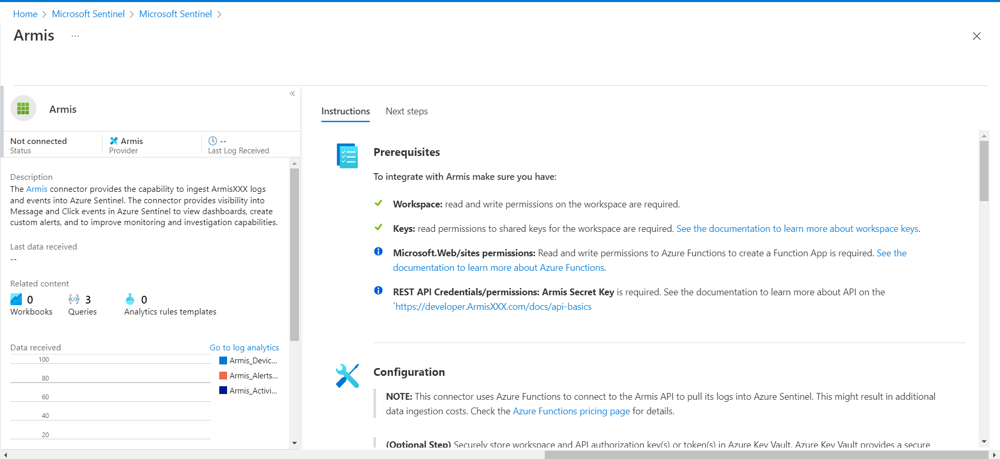 Home > Microsoft Sentinel > Microsoft Sentinel >
Armis ...
«
Armis
Not connected
Status
Armis
Provider
--
Last Log Received
Description
The Armis connector provides the capability to ingest ArmisXXX logs
and events into Azure Sentinel. The connector provides visibility into
Message and Click events in Azure Sentinel to view dashboards, create
custom alerts, and to improve monitoring and investigation capabilities.
Last data received
--
Related content
0
Workbooks
3
Queries
0
Analytics rules templates
Data received
Go to log analytics
100
80
60
40
20
Armis_Devic...
Armis_Alerts...
Armis_Activi...
Instructions
Next steps
Prerequisites
To integrate with Armis make sure you have:
Workspace: read and write permissions on the workspace are required.
Keys: read permissions to shared keys for the workspace are required. See the documentation to learn more about workspace keys.
Microsoft.Web/sites permissions: Read and write permissions to Azure Functions to create a Function App is required. See the
documentation to learn more about Azure Functions.
REST API Credentials/permissions: Armis Secret Key is required. See the documentation to learn more about API on the
`https://developer.ArmisXXX.com/docs/api-basics
Configuration
NOTE: This connector uses Azure Functions to connect to the Armis API to pull its logs into Azure Sentinel. This might result in additional
data ingestion costs. Check the Azure Functions pricing page for details.
(Optional Step) Securely store workspace and API authorization key(s) or token(s) in Azure Key Vault. Azure Key Vault provides a secure